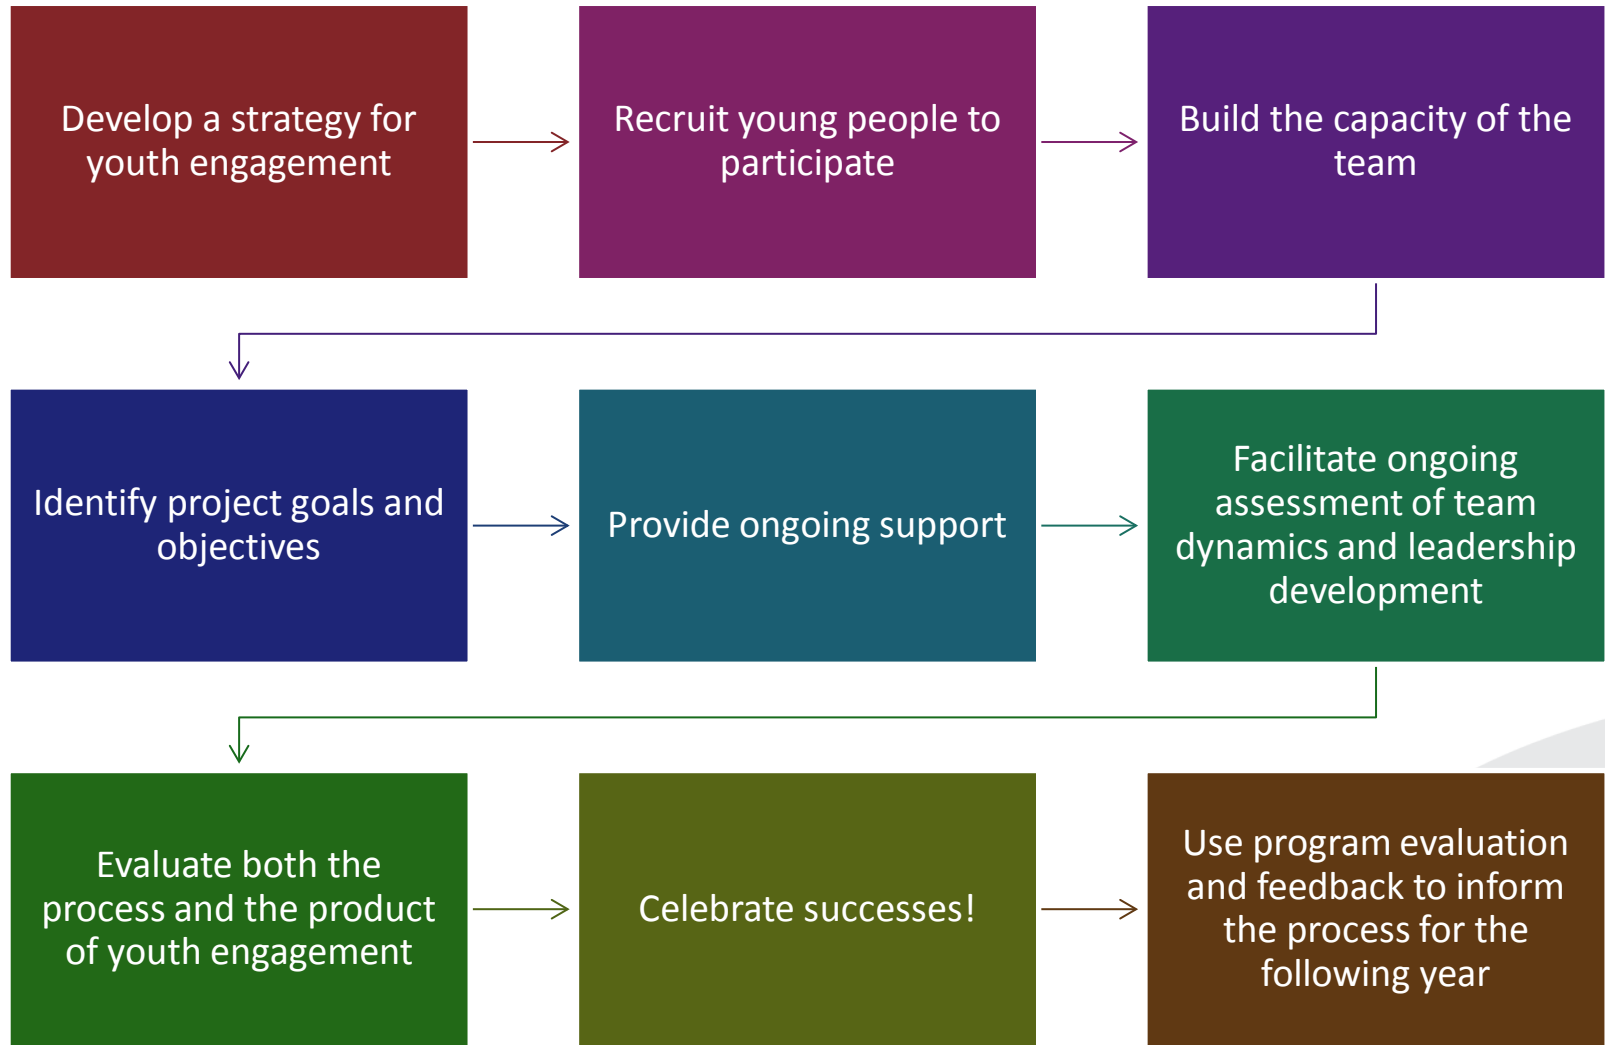 Develop a strategy for
youth engagement
Recruit young people to
participate
Build the capacity of the
team
Identify project goals and
objectives
Provide ongoing support
Facilitate ongoing
assessment of team
dynamics and leadership
development
Evaluate both the
process and the product
of youth engagement
Celebrate successes!
Use program evaluation
and feedback to inform
the process for the
following year